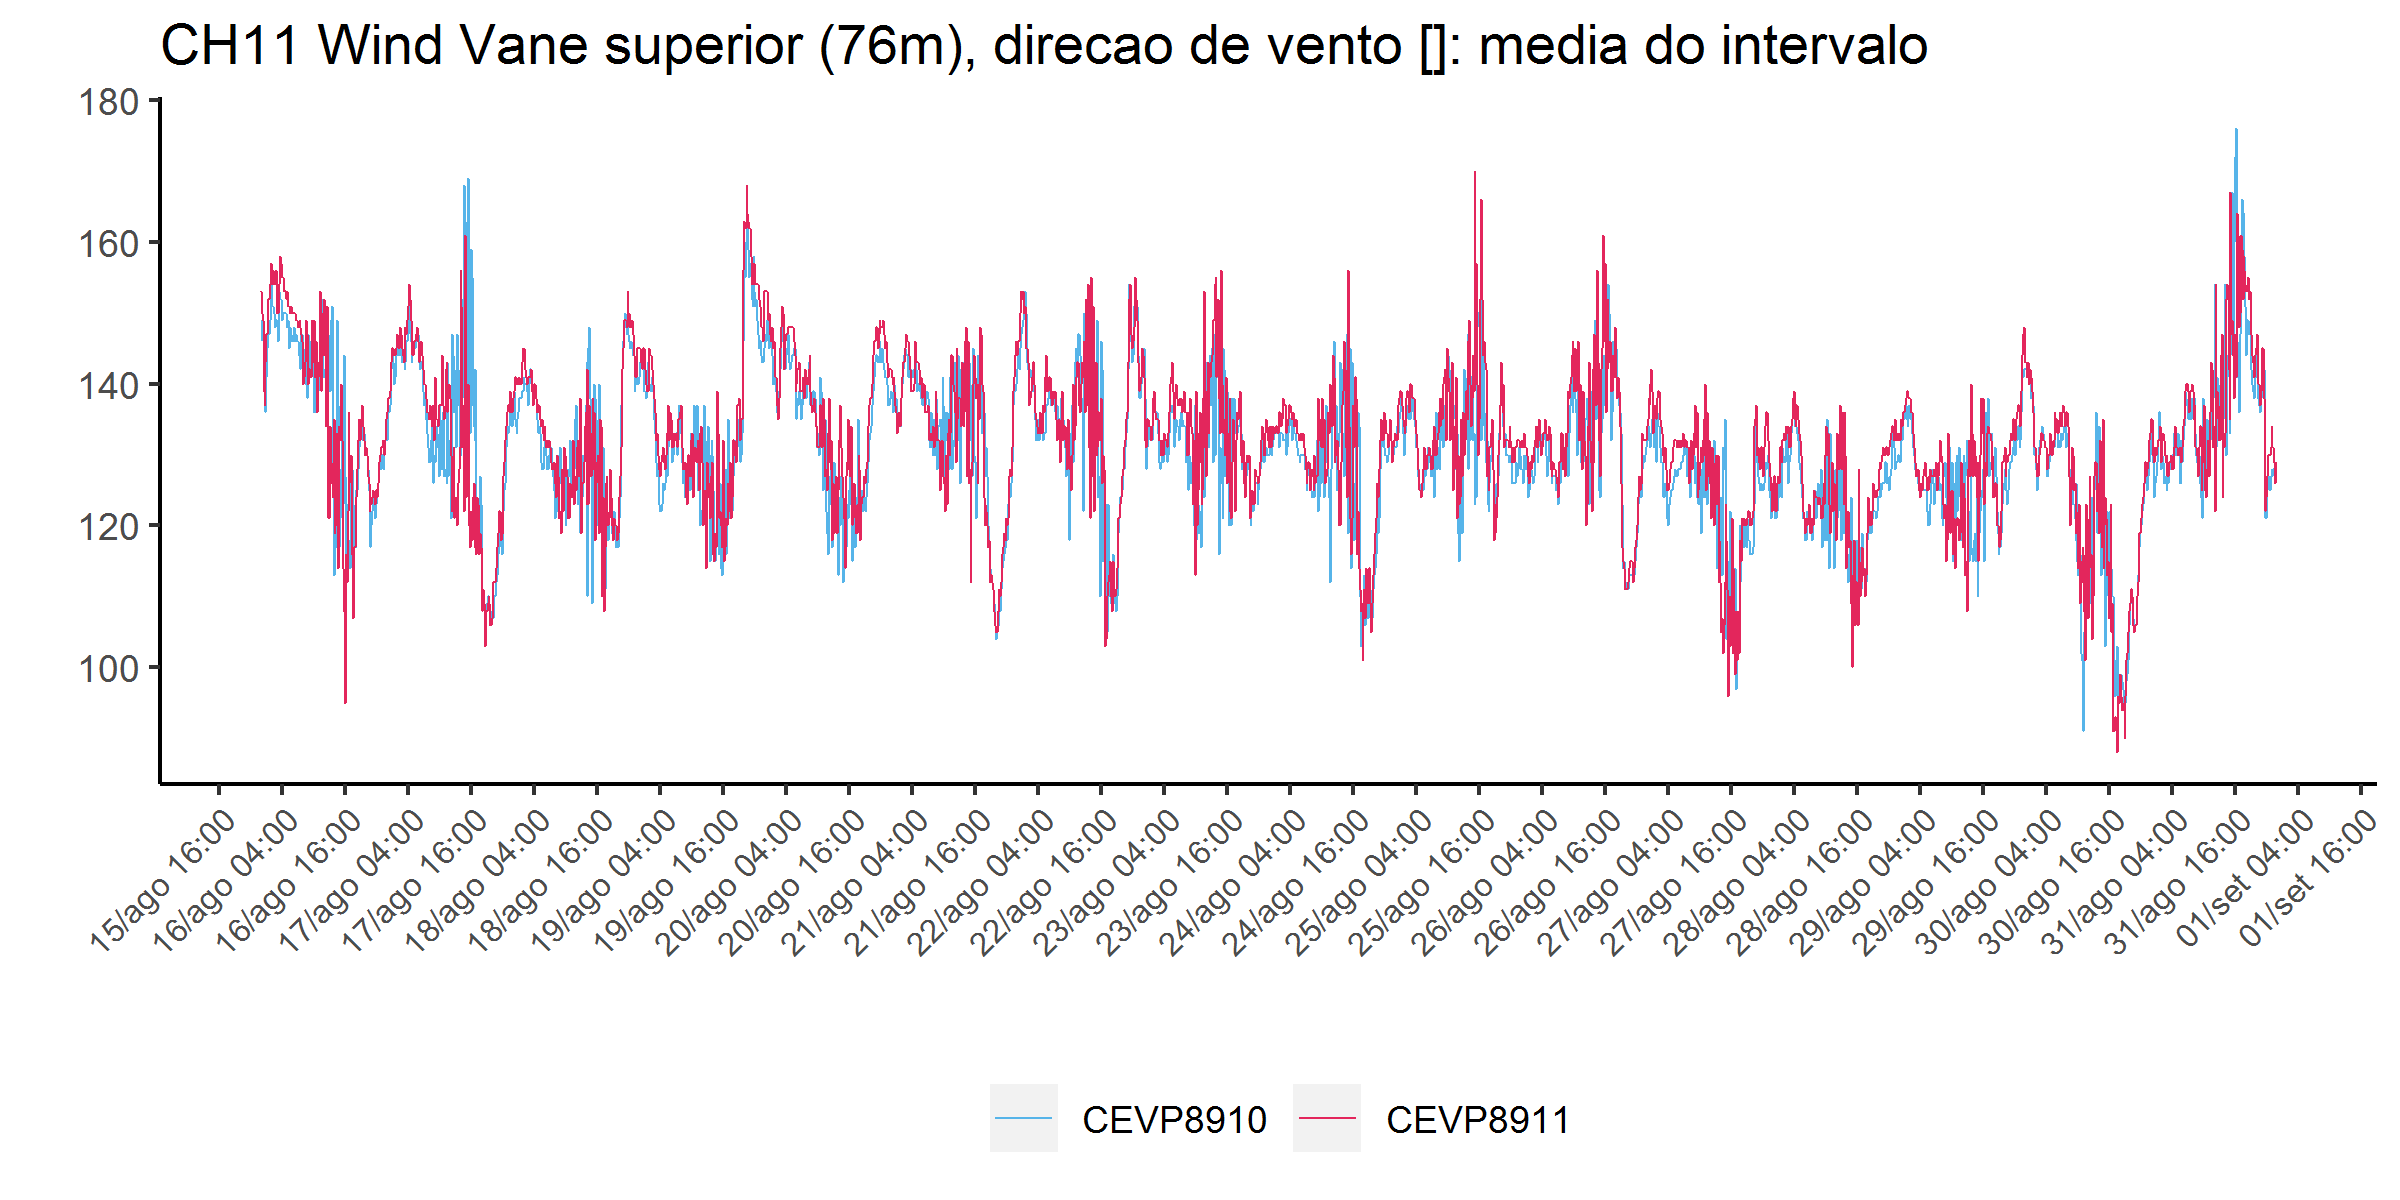 CH11 Wind Vane superior (76m), direcao de vento []: media do intervalo
180
160
140
120
100
15/ago 16:00
16/ago 04:00
16/ago 16:00
17/ago 04:00
17/ago 16:00
18/ago 04:00
18/ago 16:00
19/ago 04:00
19/ago 16:00
20/ago 04:00
20/ago 16:00
21/ago 04:00
21/ago 16:00
22/ago 04:00
22/ago 16:00
23/ago 04:00
23/ago 16:00
24/ago 04:00
24/ago 16:00
25/ago 04:00
25/ago 16:00
26/ago 04:00
26/ago 16:00
27/ago 04:00
27/ago 16:00
28/ago 04:00
28/ago 16:00
29/ago 04:00
29/ago 16:00
30/ago 04:00
30/ago 16:00
31/ago 04:00
31/ago 16:00
01/set 04:00
01/set 16:00
CEVP8910
CEVP8911